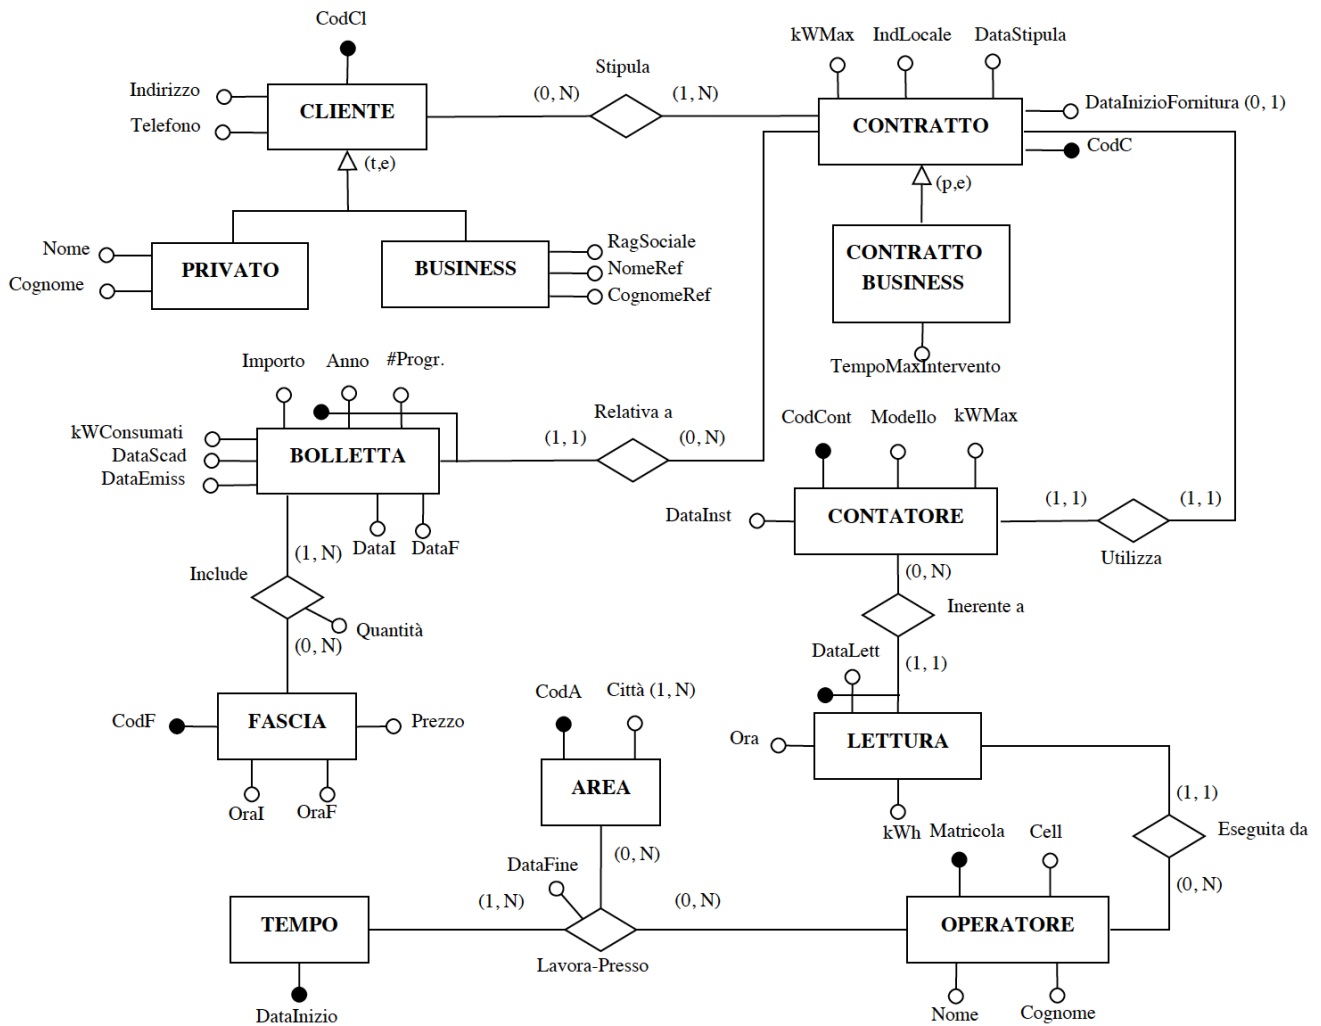 CodCl
kWMax IndLocale DataStipula
Stipula
Indirizzo
(0, N) (1, N)
DataInizioFornitura (0, 1)
CLIENTE
Telefono
CONTRATTO
CodC
(t,e)
(p,e)
Nome
RagSociale
PRIVATO
BUSINESS
NomeRef
Cognome
CognomeRef
CONTRATTO
BUSINESS
TempoMaxIntervento
Importo Anno #Progr.
Relativa a
CodCont Modello kWMax
kWConsumati
(1, 1) (0, N)
DataScad
BOLLETTA
DataEmiss
(1, 1) (1, 1)
DataInst
CONTATORE
DataI DataF
(1, N)
Utilizza
Include
(0, N)
Inerente a
Quantità
(0, N)
DataLett
(1, 1)
CodA Città (1, N)
CodF
FASCIA
Prezzo
Ora
LETTURA
AREA
OraI OraF
(1, 1)
kWh
Matricola Cell
Eseguita da
(0, N)
DataFine
(1, N) (0, N)
(0, N)
TEMPO
OPERATORE
Lavora-Presso
DataInizio
Nome Cognome